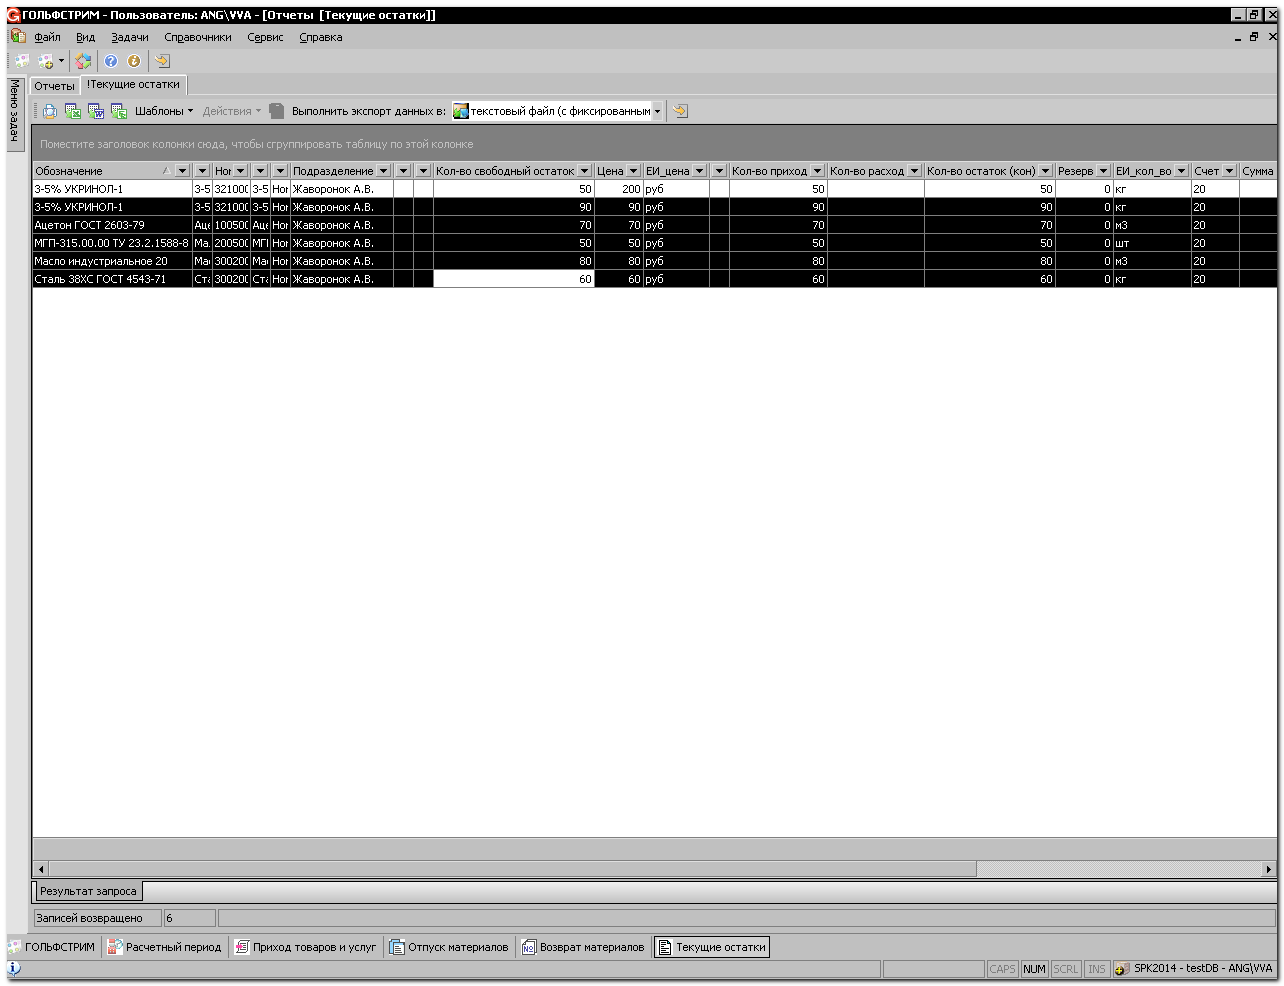 ГОЛЬФСТРИМ - Пользователь: ANG\VVA - [Отчеты [Текущие остатки]]
Файл Вид Задачи Справочники Сервис Справка
Меню задач
Отчеты !Текущие остатки
Шаблоны Действия Выполнить экспорт данных в: текстовый файл (с фиксированным
Поместите заголовок колонки сюда, чтобы сгруппировать таблицу по этой колонке
Обозначение Ном Подразделение Кол-во свободный остаток Цена ЕИ_цена Кол-во приход Кол-во расход Кол-во остаток (кон) Резерв ЕИ_кол_во Счет Сумма
3-5% УКРИНОЛ-1 3-5 32100 3-5 Ном Жаворонок А.В. 50 200 руб 50 50 0 кг 20
3-5% УКРИНОЛ-1 3-5 32100 3-5 Ном Жаворонок А.В. 90 90 руб 90 90 0 кг 20
Ацетон ГОСТ 2603-79 Аце 10050 Аце Ном Жаворонок А.В. 70 70 руб 70 70 0 м3 20
МГП-315.00.00 ТУ 23.2.1588-8 Ма. 20050 МГП Ном Жаворонок А.В. 50 50 руб 50 50 0 шт 20
Масло индустриальное 20 Мас 30020 Мас Ном Жаворонок А.В. 80 80 руб 80 80 0 м3 20
Сталь 38ХС ГОСТ 4543-71 Ста 30020 Ста Ном Жаворонок А.В. 60 60 руб 60 60 0 кг 20
Результат запроса
Записей возвращено 6
ГОЛЬФСТРИМ Расчетный период Приход товаров и услуг Отпуск материалов Возврат материалов Текущие остатки
CAPS NUM SCRL INS SPK2014 - testDB - ANG\VVA